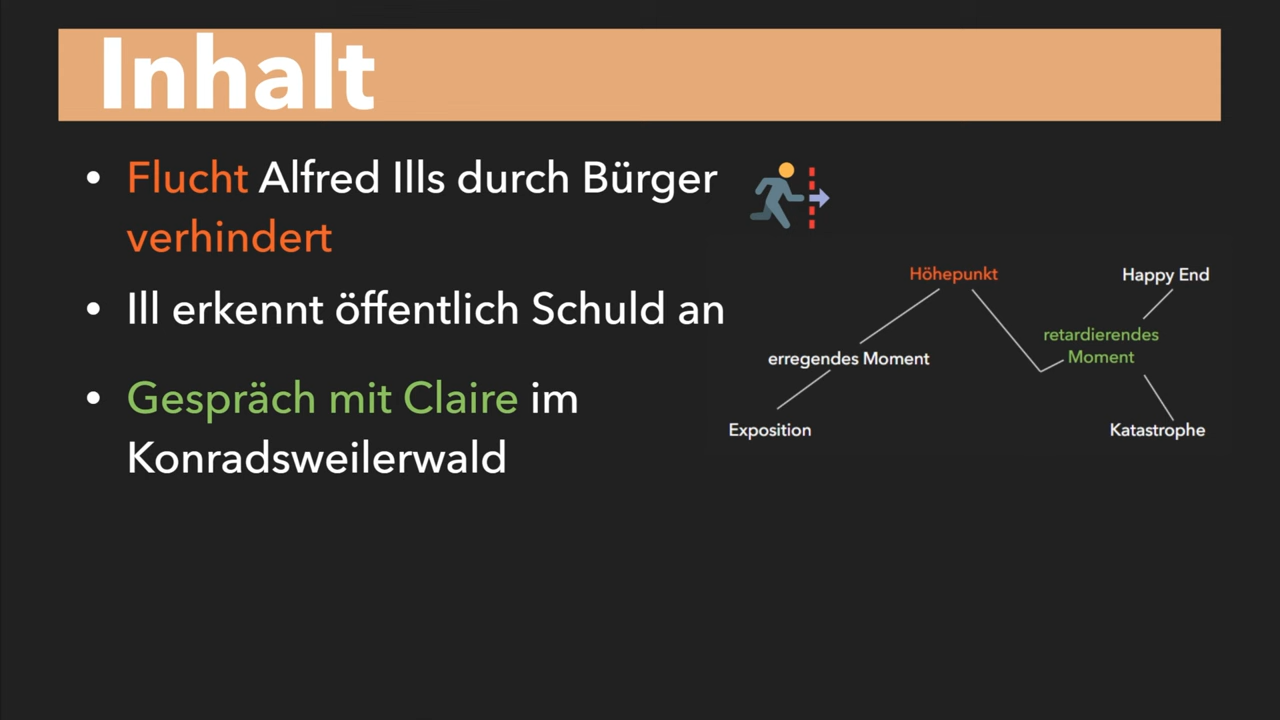 Inhalt
• Flucht Alfred Ills durch Bürger
verhindert
• Ill erkennt öffentlich Schuld an
• Gespräch mit Claire im
Konradsweilerwald
Höhepunkt
Happy End
retardierendes
Moment
erregendes Moment
Exposition
Katastrophe